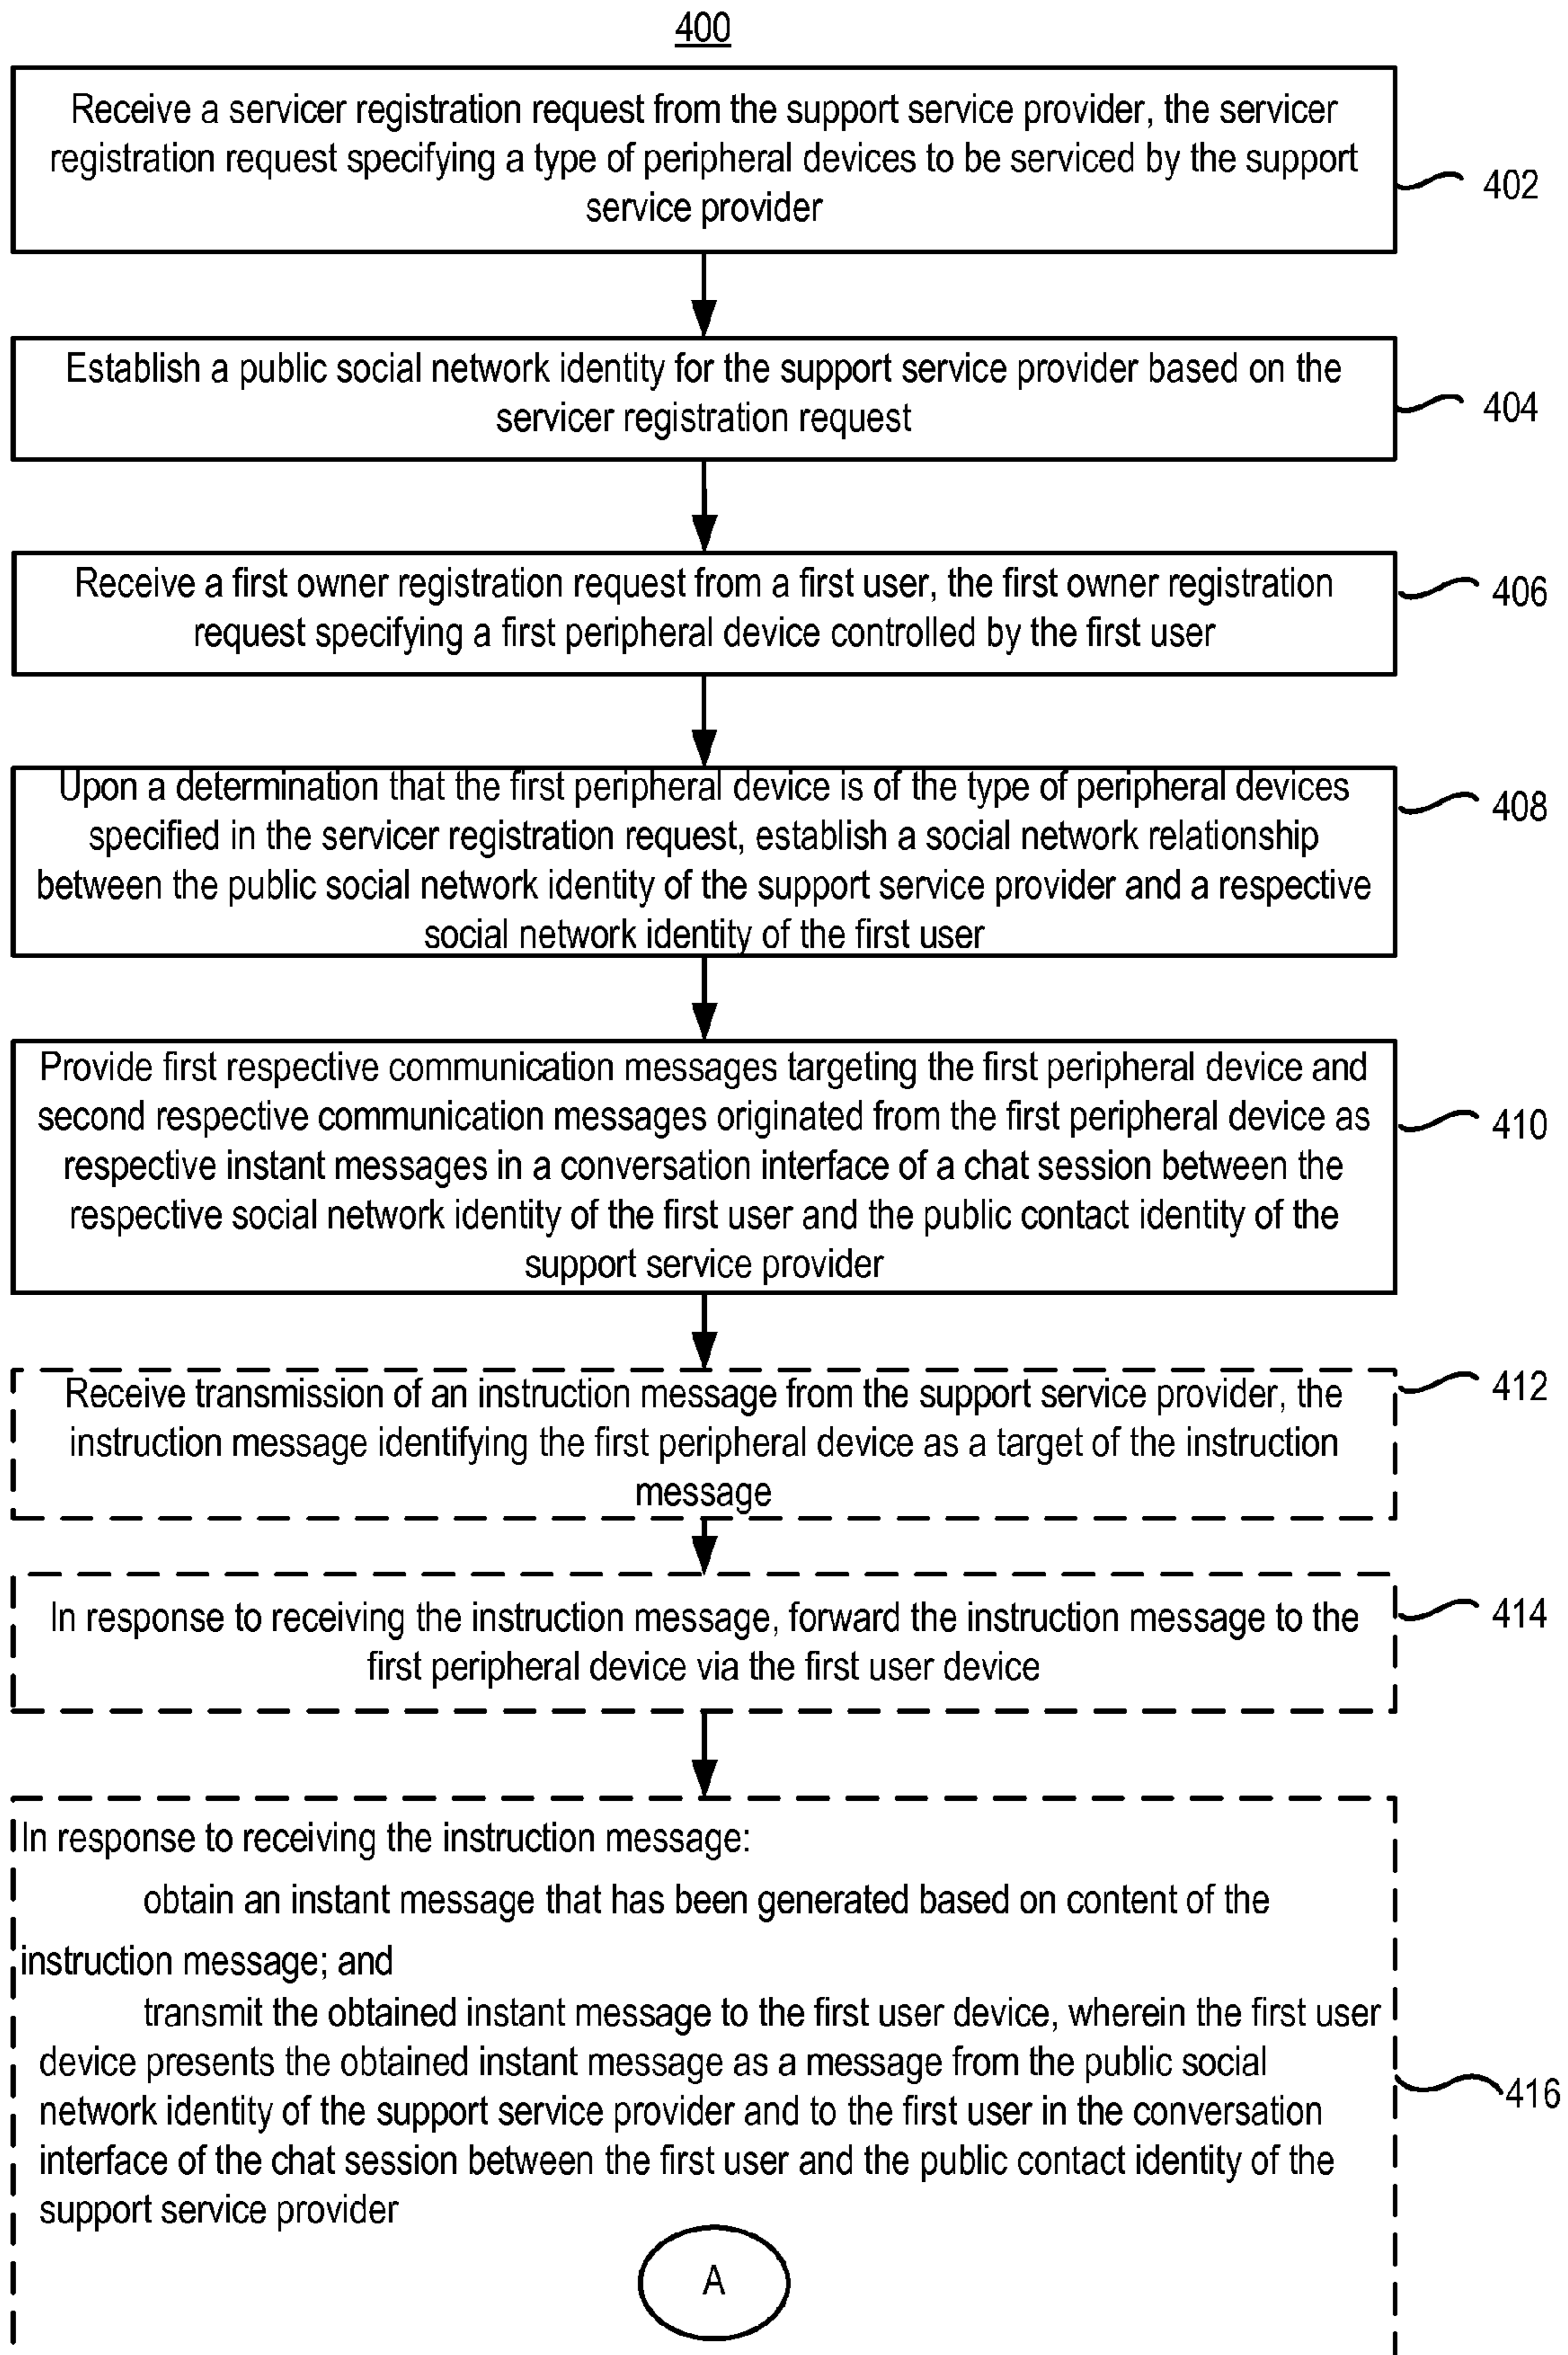 400
Receive a servicer registration request from the support service provider, the servicer
registration request specifying a type of peripheral devices to be serviced by the support
service provider
402
Establish a public social network identity for the support service provider based on the
servicer registration request
404
Receive a first owner registration request from a first user, the first owner registration
request specifying a first peripheral device controlled by the first user
406
Upon a determination that the first peripheral device is of the type of peripheral devices
specified in the servicer registration request, establish a social network relationship
between the public social network identity of the support service provider and a respective
social network identity of the first user
408
Provide first respective communication messages targeting the first peripheral device and
second respective communication messages originated from the first peripheral device as
respective instant messages in a conversation interface of a chat session between the
respective social network identity of the first user and the public contact identity of the
support service provider
410
Receive transmission of an instruction message from the support service provider, the
instruction message identifying the first peripheral device as a target of the instruction
message
412
In response to receiving the instruction message, forward the instruction message to the
first peripheral device via the first user device
414
In response to receiving the instruction message:
obtain an instant message that has been generated based on content of the
instruction message; and
transmit the obtained instant message to the first user device, wherein the first user
device presents the obtained instant message as a message from the public social
network identity of the support service provider and to the first user in the conversation
interface of the chat session between the first user and the public contact identity of the
support service provider
416
A